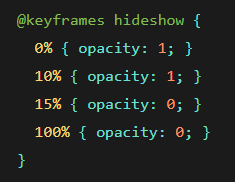 @keyframes hideshow {
0% { opacity: 1; }
10% { opacity: 1; }
15% { opacity: 0; }
100% { opacity: 0; }
}